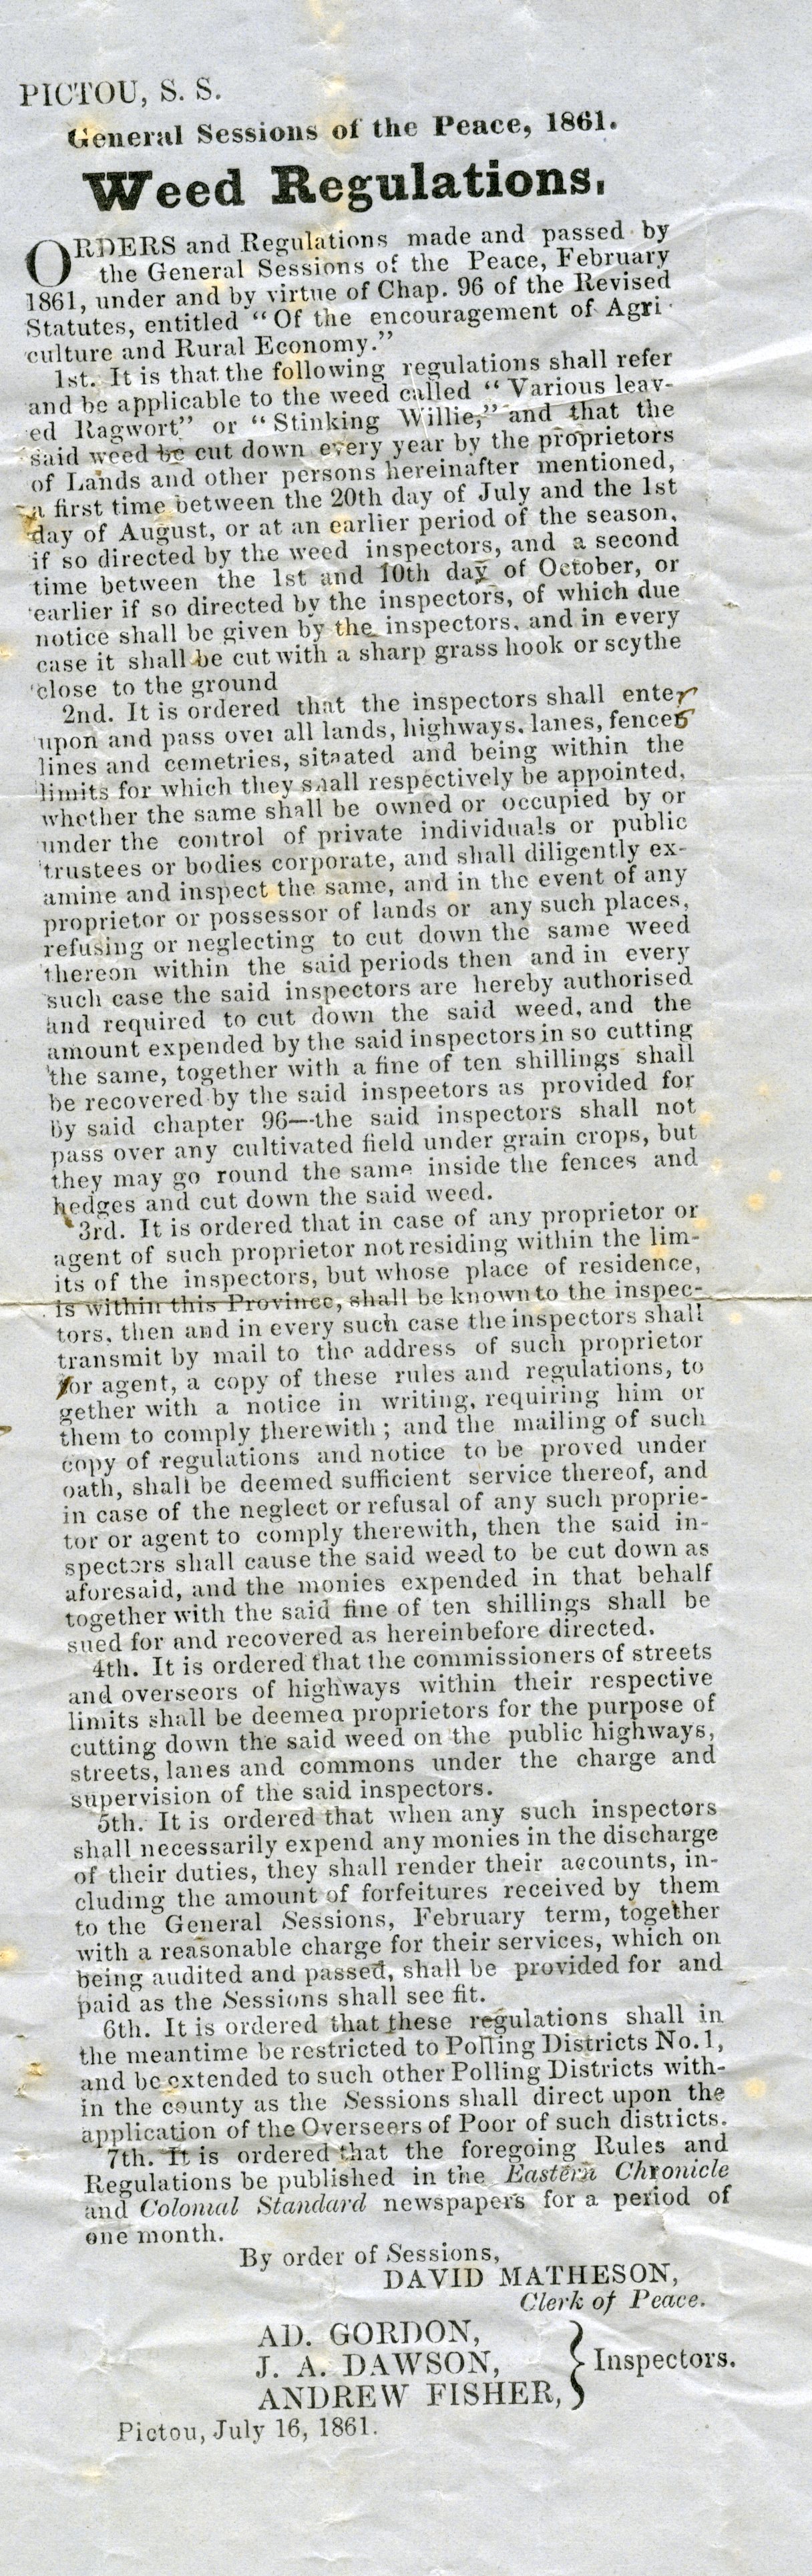 PICTOU, S. S.
General Sessions of the Peace, 1861.
Weed Regulations.
ORDERS and Regulations made and passed by
the General Sessions of the Peace, February
1861, under and by virtue of Chap. 96 of the Revised
Statutes, entitled "Of the encouragement of Agri-
culture and Rural Economy."
1st. It is that the following regulations shall refer
and be applicable to the weed called "Various leav-
ed Ragwort" or "Stinking Willie," and that the
said weed be cut down every year by the proprietors
of Lands and other persons hereinafter mentioned,
a first time between the 20th day of July and the 1st
day of August, or at an earlier period of the season,
if so directed by the weed inspectors, and a second
time between the 1st and 10th day of October, or
earlier if so directed by the inspectors, of which due
notice shall be given by the inspectors, and in every
case it shall be cut with a sharp grass hook or scythe
close to the ground
2nd. It is ordered that the inspectors shall enter
upon and pass over all lands, highways, lanes, fences
lines and cemetries, sitnated and being within the
limits for which they shall respectively be appointed,
whether the same shall be owned or occupied by or
under the control of private individuals or public
trustees or bodies corporate, and shall diligently ex-
amine and inspect the same, and in the event of any
proprietor or possessor of lands or any such places,
refusing or neglecting to cut down the same weed
thereon within the said periods then and in every
such case the said inspectors are hereby authorised
and required to cut down the said weed, and the
amount expended by the said inspectors in so cutting
the same, together with a fine of ten shillings shall
be recovered by the said inspeetors as provided for
by said chapter 96—the said inspectors shall not
pass over any cultivated field under grain crops, but
they may go round the same inside the fences and
hedges and cut down the said weed.
3rd. It is ordered that in case of any proprietor or
agent of such proprietor not residing within the lim-
its of the inspectors, but whose place of residence,
is within this Province, shall be known to the inspec-
tors, then and in every such case the inspectors shall
transmit by mail to the address of such proprietor
or agent, a copy of these rules and regulations, to
gether with a notice in writing, requiring him or
them to comply therewith; and the mailing of such
copy of regulations and notice to be proved under
oath, shall be deemed sufficient service thereof, and
in case of the neglect or refusal of any such proprie-
tor or agent to comply therewith, then the said in-
spectors shall cause the said weed to be cut down as
aforesaid, and the monies expended in that behalf
together with the said fine of ten shillings shall be
sued for and recovered as hereinbefore directed.
4th. It is ordered that the commissioners of streets
and overseors of highways within their respective
limits shall be deemed proprietors for the purpose of
cutting down the said weed on the public highways,
streets, lanes and commons under the charge and
supervision of the said inspectors.
5th. It is ordered that when any such inspectors
shall necessarily expend any monies in the discharge
of their duties, they shall render their accounts, in-
cluding the amount of forfeitures received by them
to the General Sessions, February term, together
with a reasonable charge for their services, which on
being audited and passed, shall be provided for and
paid as the Sessions shall see fit.
6th. It is ordered that these regulations shall in
the meantime be restricted to Polling Districts No. 1,
and be extended to such other Polling Districts with-
in the county as the Sessions shall direct upon the
application of the Overseers of Poor of such districts.
7th. It is ordered that the foregoing Rules and
Regulations be published in the Eastern Chronicle
and Colonial Standard newspapers for a period of
one month.
By order of Sessions,
DAVID MATHESON,
Clerk of Peace.
AD. GORDON,
J. A. DAWSON,
ANDREW FISHER,
Inspectors.
Pictou, July 16, 1861.